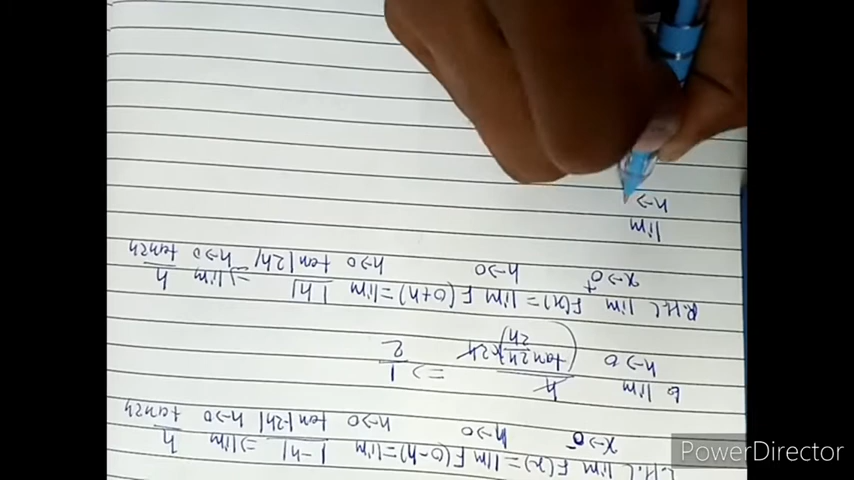 L.H.L lim F(x) = lim F(0-h) = lim |-h| / tan|-2h| => lim h / tan2h
x→0⁻ h→0 h→0 h→0
lim h / (tan2h / 2h) × 2h => 1/2
h→0
R.H.L lim F(x) = lim F(0+h) = lim |h| / tan|2h| => lim h / tan2h
x→0⁺ h→0 h→0 h→0
lim
h→
PowerDirector